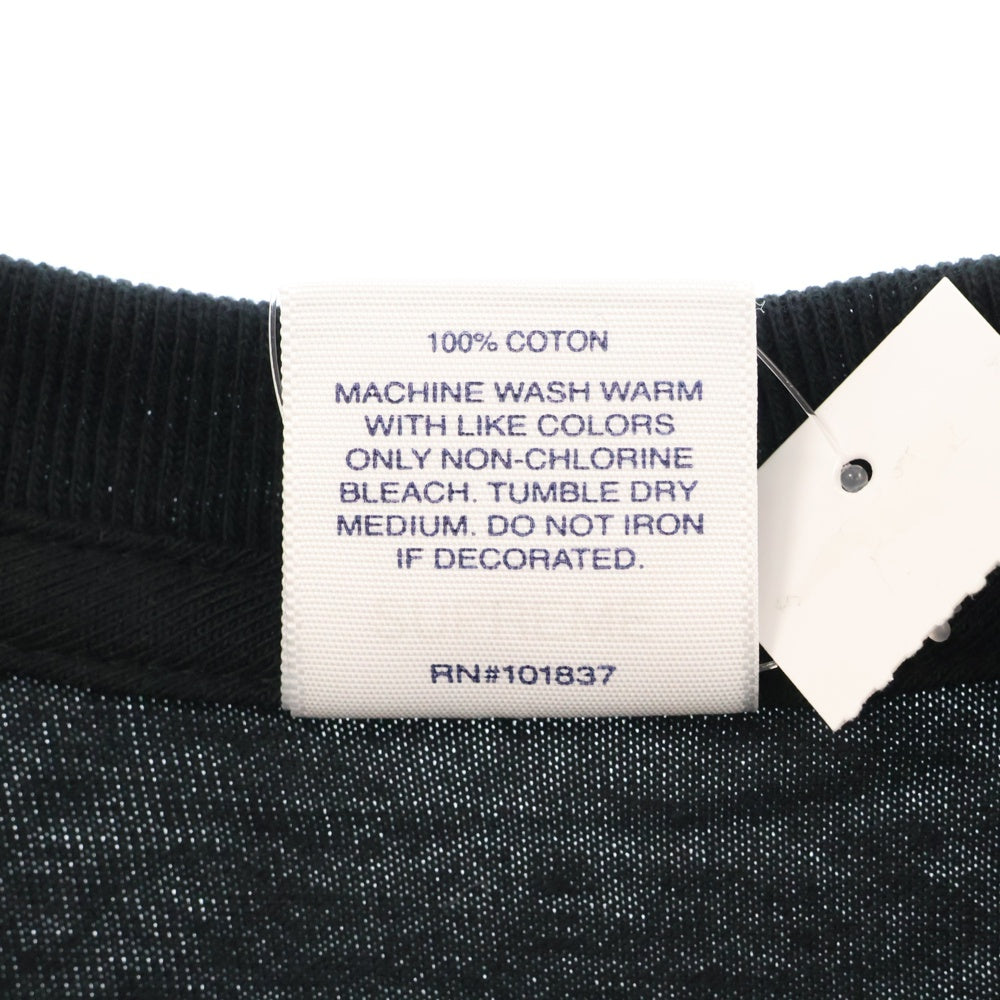 100% COTON
MACHINE WASH WARM
WITH LIKE COLORS
ONLY NON-CHLORINE
BLEACH. TUMBLE DRY
MEDIUM. DO NOT IRON
IF DECORATED.
RN#101837